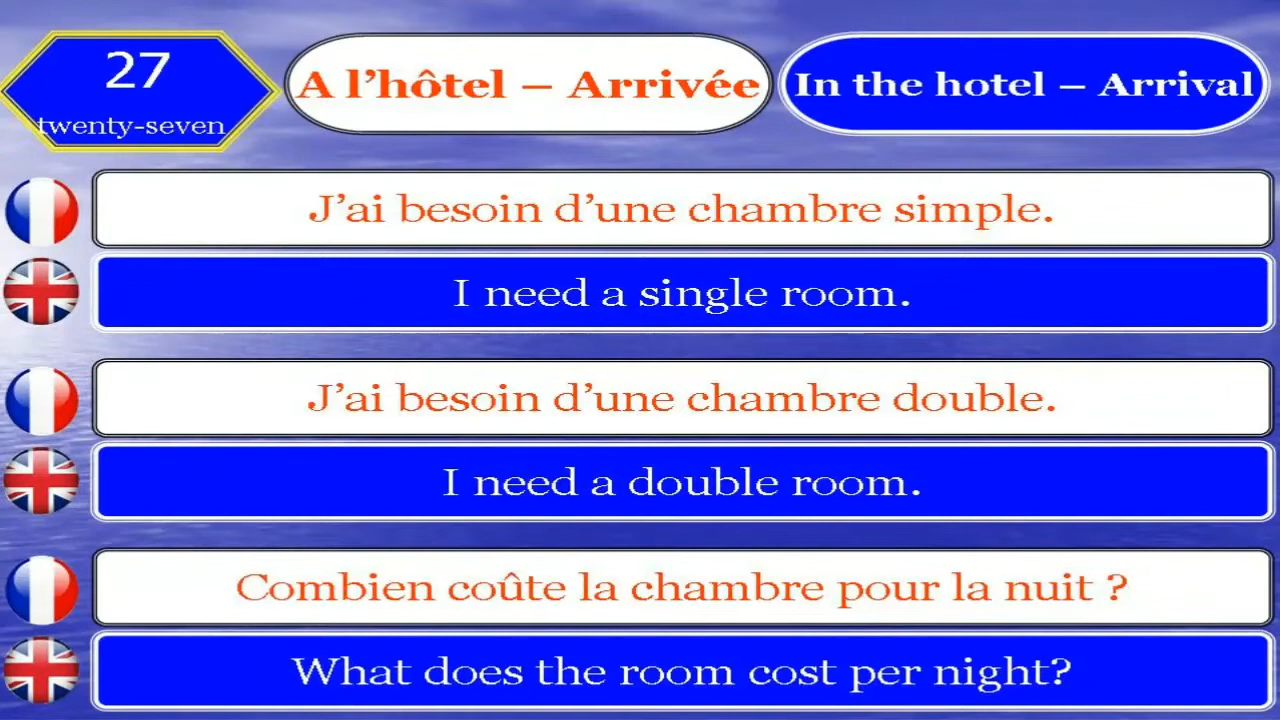 27
twenty-seven
A l’hôtel – Arrivée
In the hotel – Arrival
J’ai besoin d’une chambre simple.
I need a single room.
J’ai besoin d’une chambre double.
I need a double room.
Combien coûte la chambre pour la nuit ?
What does the room cost per night?